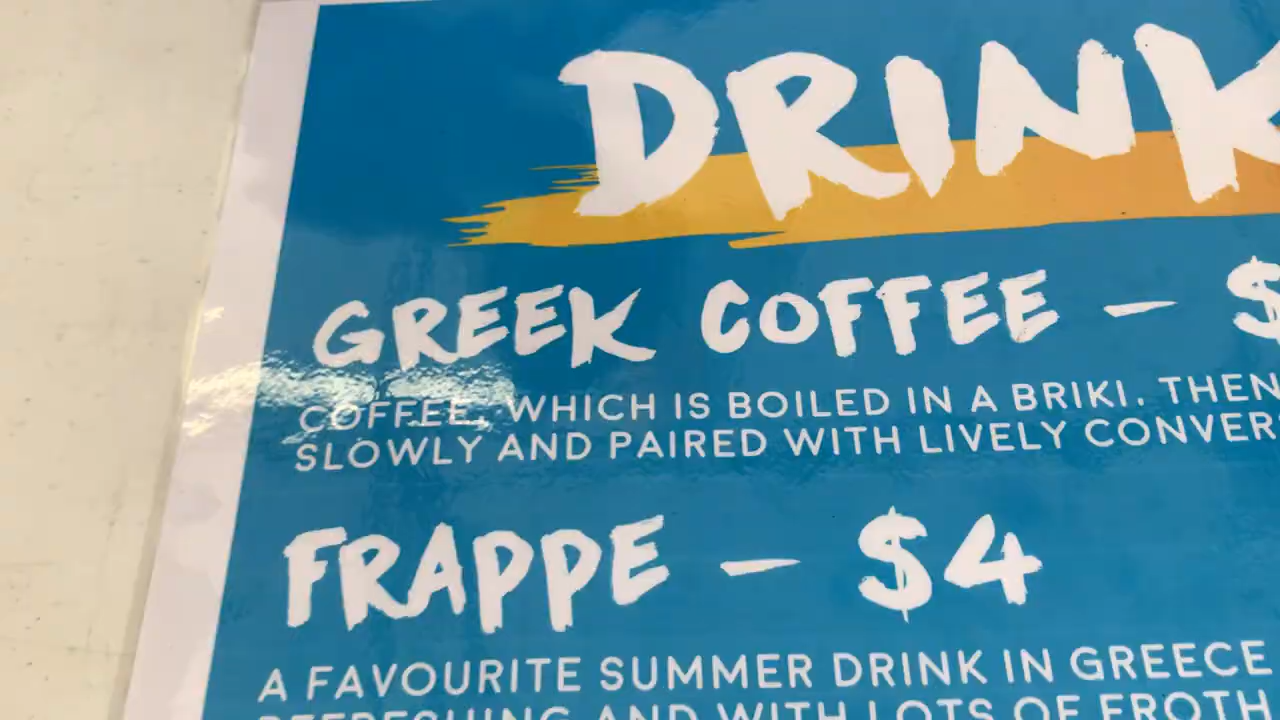 DRINK
GREEK COFFEE – $
COFFEE, WHICH IS BOILED IN A BRIKI. THEN
SLOWLY AND PAIRED WITH LIVELY CONVER
FRAPPE – $4
A FAVOURITE SUMMER DRINK IN GREECE
REFRESHING AND WITH LOTS OF FROTH